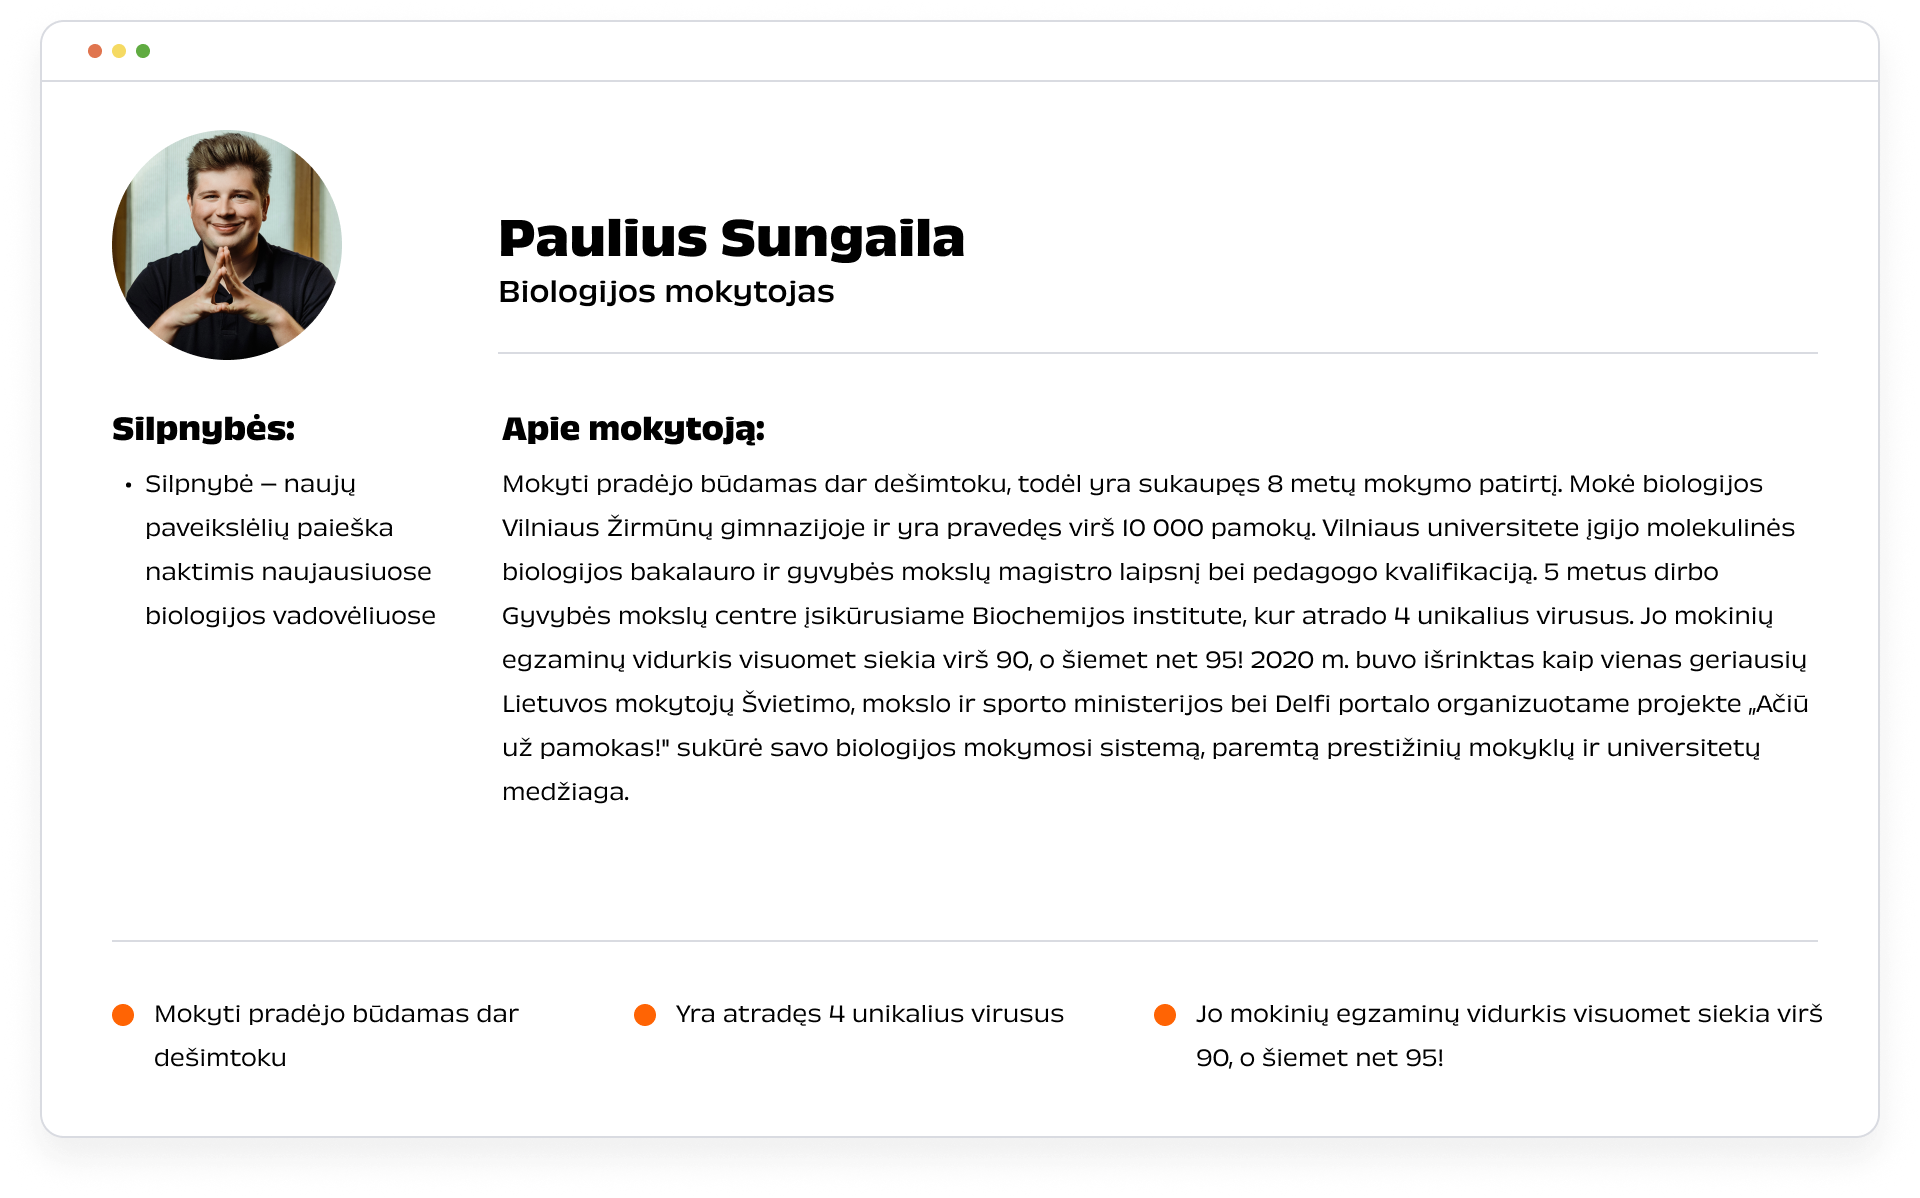 Paulius Sungaila
Biologijos mokytojas
Silpnybės:
• Silpnybė – naujų
paveikslėlių paieška
naktimis naujausiuose
biologijos vadovėliuose
Apie mokytoją:
Mokyti pradėjo būdamas dar dešimtoku, todėl yra sukaupęs 8 metų mokymo patirtį. Mokė biologijos
Vilniaus Žirmūnų gimnazijoje ir yra pravedęs virš 10 000 pamokų. Vilniaus universitete įgijo molekulinės
biologijos bakalauro ir gyvybės mokslų magistro laipsnį bei pedagogo kvalifikaciją. 5 metus dirbo
Gyvybės mokslų centre įsikūrusiame Biochemijos institute, kur atrado 4 unikalius virusus. Jo mokinių
egzaminų vidurkis visuomet siekia virš 90, o šiemet net 95! 2020 m. buvo išrinktas kaip vienas geriausių
Lietuvos mokytojų Švietimo, mokslo ir sporto ministerijos bei Delfi portalo organizuotame projekte „Ačiū
už pamokas!" sukūrė savo biologijos mokymosi sistemą, paremtą prestižinių mokyklų ir universitetų
medžiaga.
Mokyti pradėjo būdamas dar
dešimtoku
Yra atradęs 4 unikalius virusus
Jo mokinių egzaminų vidurkis visuomet siekia virš
90, o šiemet net 95!